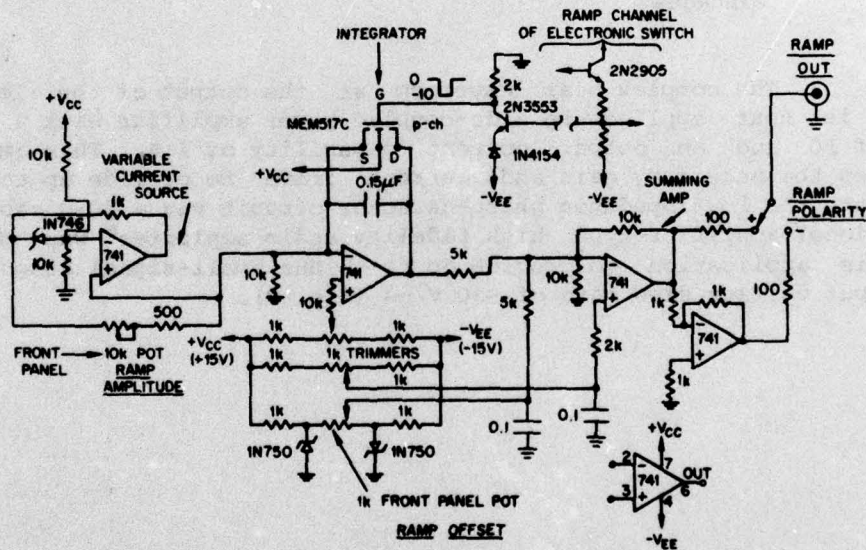 RAMP CHANNEL
OF ELECTRONIC SWITCH
INTEGRATOR
RAMP
OUT
0
-10
2k
2N2905
G
2N3553
+VCC
MEM517C
p-ch
10k
S
D
1N4154
VARIABLE
CURRENT
SOURCE
+VCC
0.15µF
-VEE
-VEE
SUMMING
AMP
1k
10k
100
+
-
RAMP
POLARITY
1N746
741
10k
10k
741
5k
10k
741
1k
1k
100
500
10k
5k
741
1k
1k
+VCC
(+15V)
-VEE
(-15V)
2k
FRONT
PANEL
10k POT
RAMP
AMPLITUDE
1k
1k TRIMMERS
1k
1k
1k
1k
0.1
0.1
+VCC
1N750
1N750
2
3
741
7
4
6
OUT
1k FRONT PANEL POT
-VEE
RAMP OFFSET